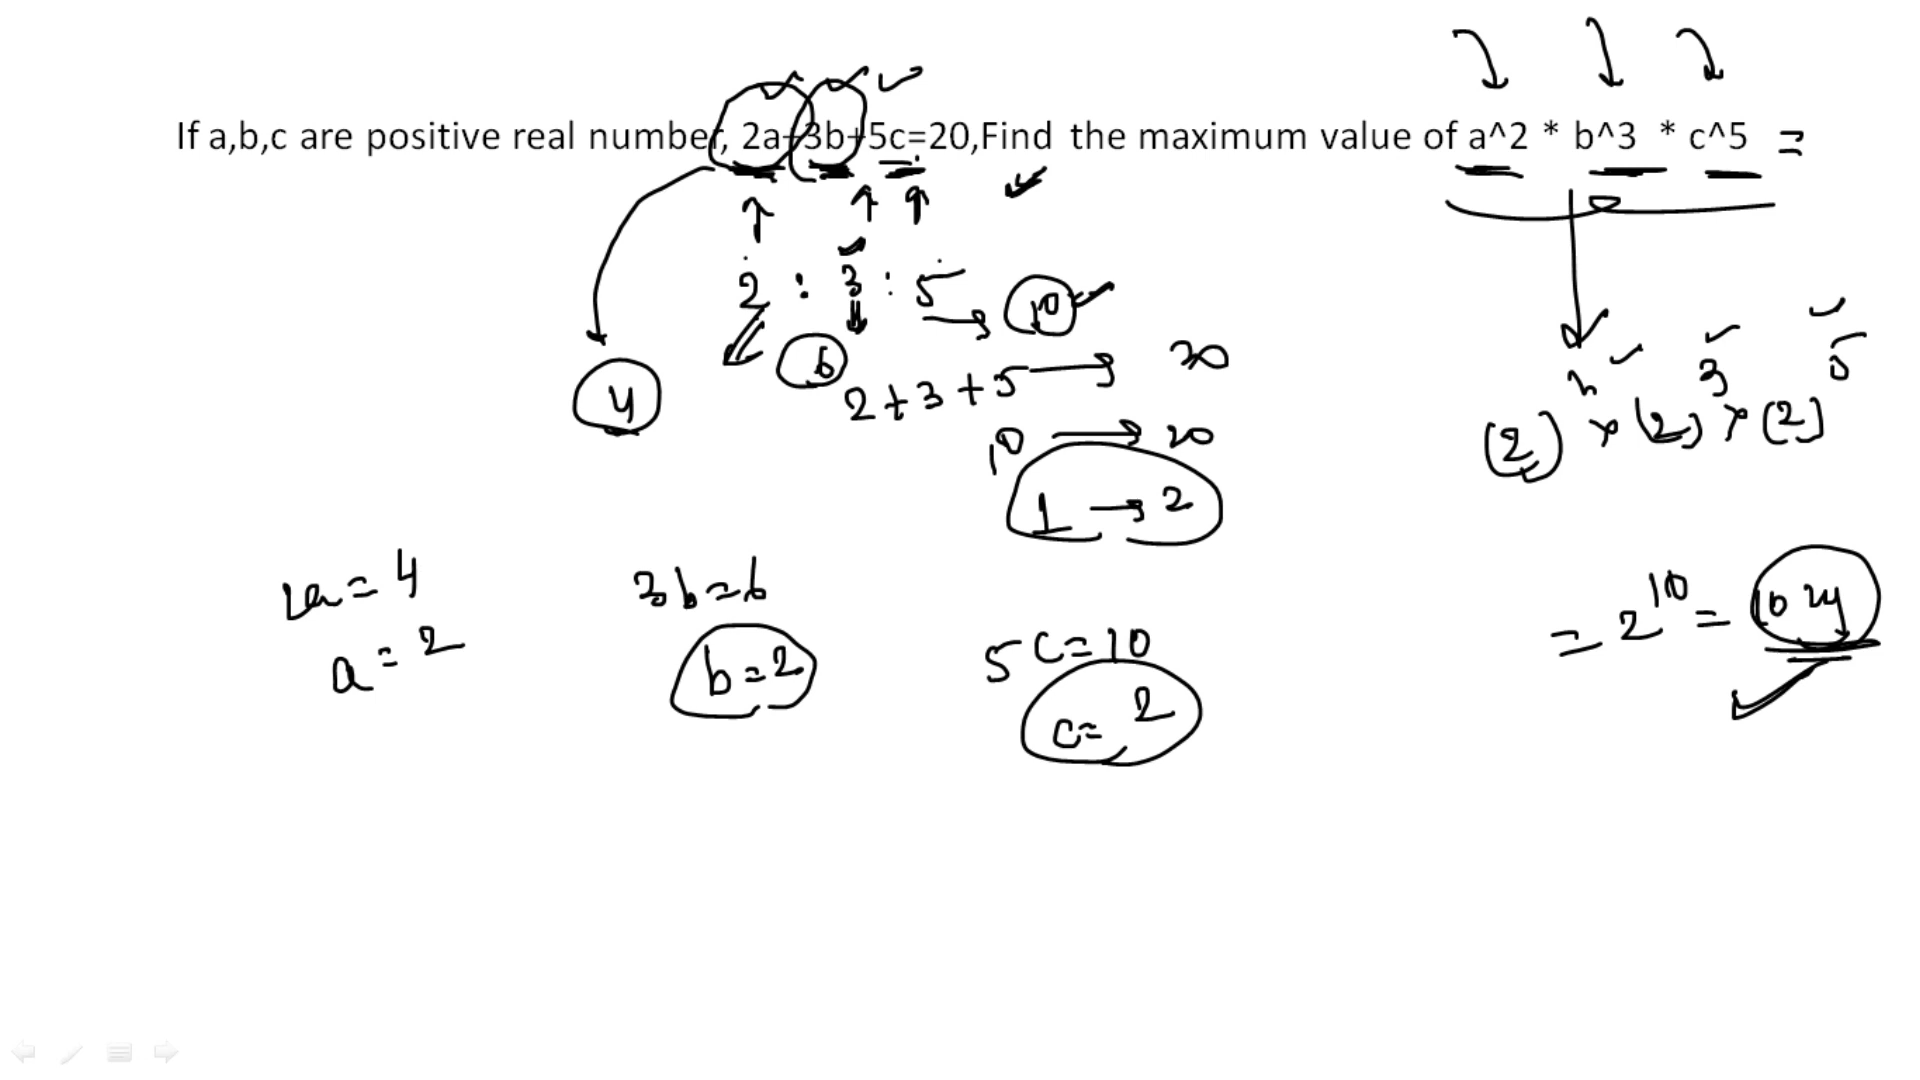 If a,b,c are positive real number, 2a+3b+5c=20,Find the maximum value of a^2 * b^3 * c^5 =
2 : 3 : 5 → 10
4
6
2+3+5 → 20
10 → 20
1 → 2
(2)^2 × (2)^3 × (2)^5
2a=4
a=2
3b=6
b=2
5c=10
c=2
=2^10=1024